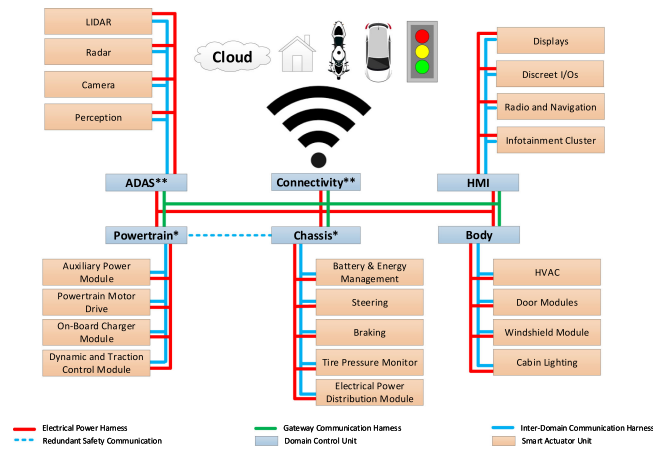 LIDAR
Radar
Camera
Perception
Cloud
Displays
Discreet I/Os
Radio and Navigation
Infotainment Cluster
ADAS**
Connectivity**
HMI
Powertrain*
Chassis*
Body
Auxiliary Power
Module
Powertrain Motor
Drive
On-Board Charger
Module
Dynamic and Traction
Control Module
Battery & Energy
Management
Steering
Braking
Tire Pressure Monitor
Electrical Power
Distribution Module
HVAC
Door Modules
Windshield Module
Cabin Lighting
Electrical Power Harness
Gateway Communication Harness
Inter-Domain Communication Harness
Redundant Safety Communication
Domain Control Unit
Smart Actuator Unit